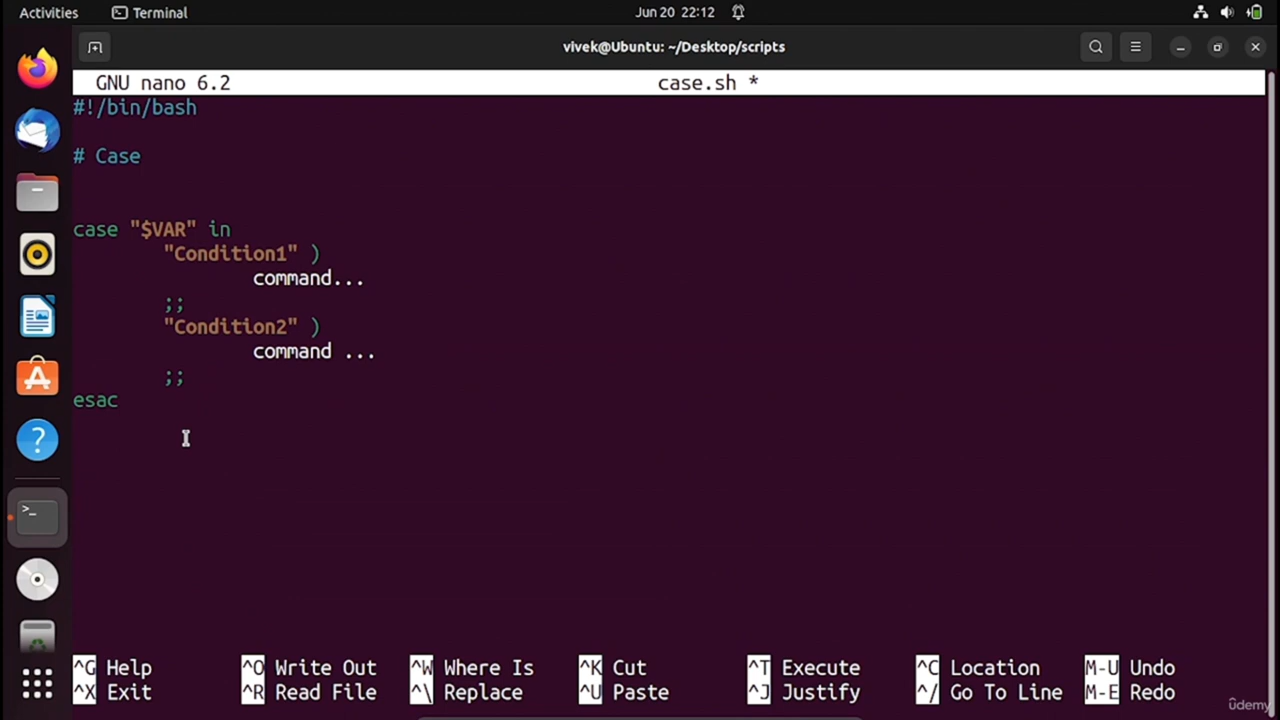 Activities Terminal Jun 20 22:12
vivek@Ubuntu: ~/Desktop/scripts
GNU nano 6.2 case.sh *
#!/bin/bash
# Case
case "$VAR" in
"Condition1" )
command...
;;
"Condition2" )
command ...
;;
esac
^G Help ^O Write Out ^W Where Is ^K Cut ^T Execute ^C Location M-U Undo
^X Exit ^R Read File ^\ Replace ^U Paste ^J Justify ^/ Go To Line M-E Redo
ûdemy